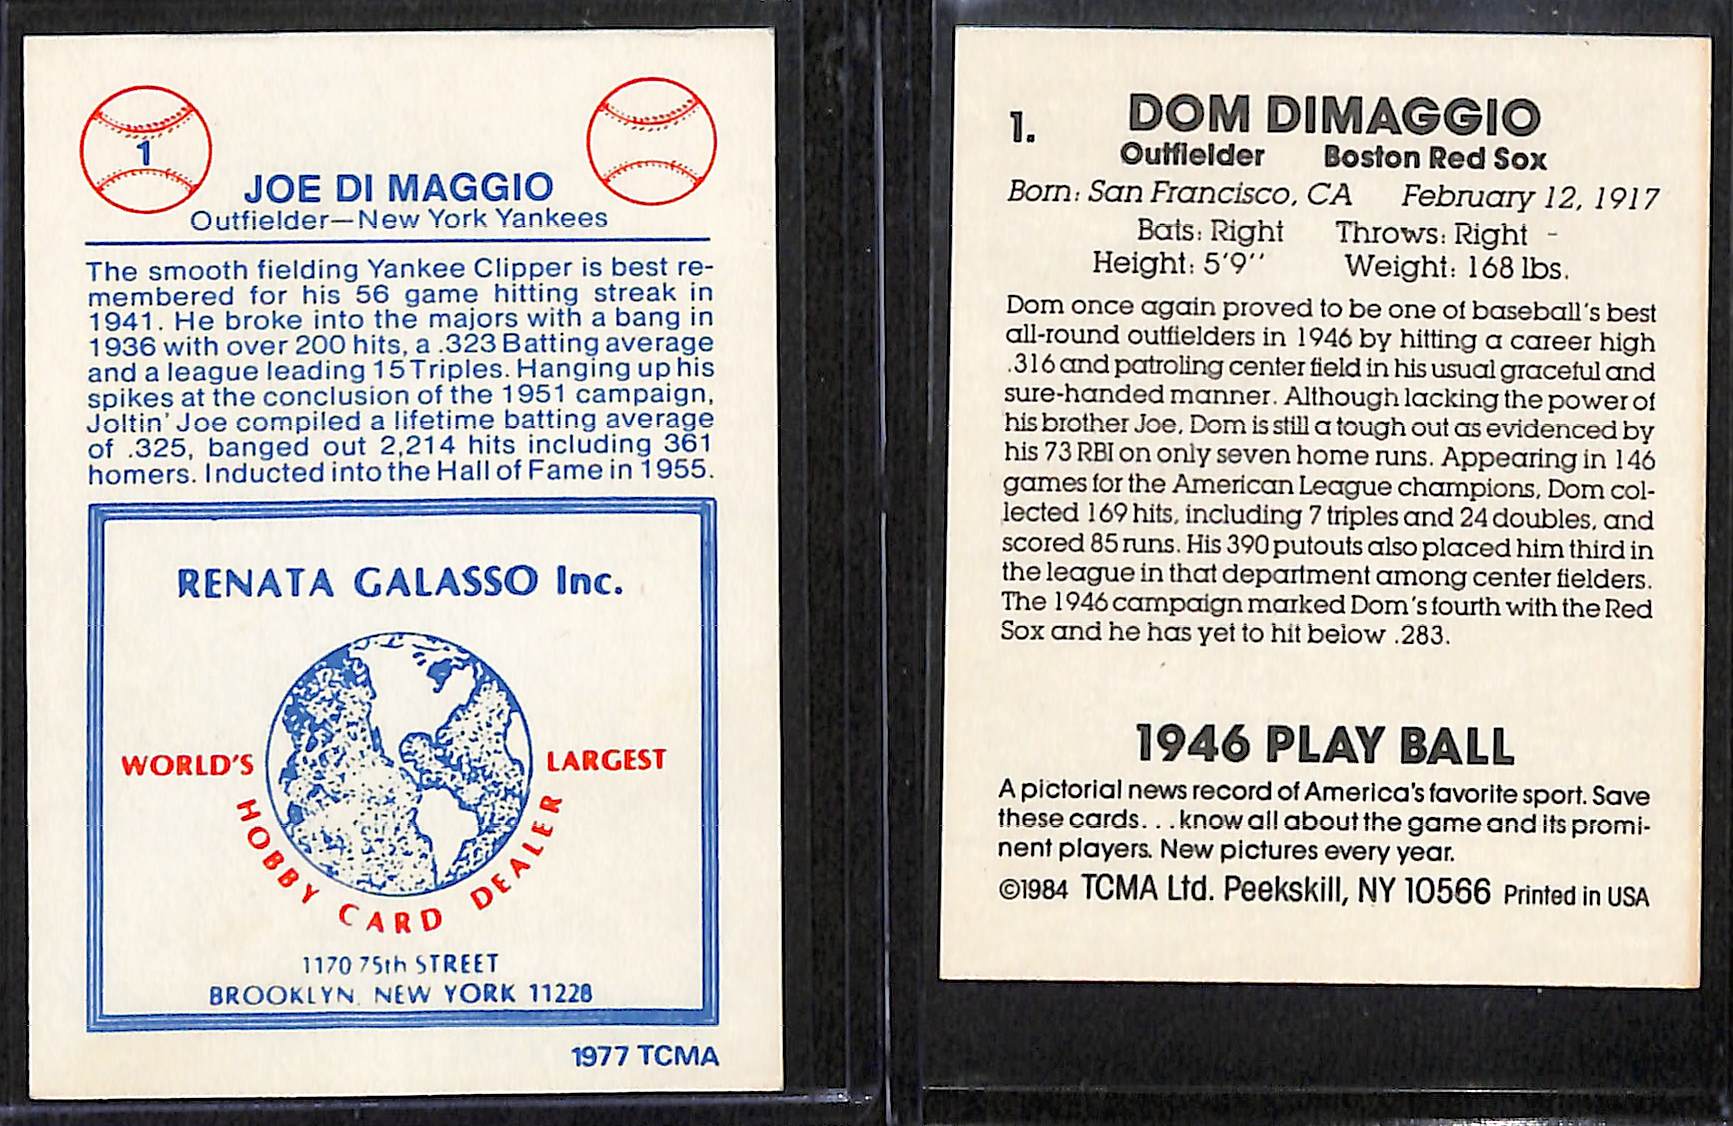 1
JOE DI MAGGIO
Outfielder—New York Yankees
The smooth fielding Yankee Clipper is best re-
membered for his 56 game hitting streak in
1941. He broke into the majors with a bang in
1936 with over 200 hits, a .323 Batting average
and a league leading 15 Triples. Hanging up his
spikes at the conclusion of the 1951 campaign,
Joltin' Joe compiled a lifetime batting average
of .325, banged out 2,214 hits including 361
homers. Inducted into the Hall of Fame in 1955.
RENATA GALASSO Inc.
WORLD'S LARGEST
HOBBY CARD DEALER
1170 75th STREET
BROOKLYN, NEW YORK 11228
1977 TCMA
1. DOM DIMAGGIO
Outfielder Boston Red Sox
Born: San Francisco, CA February 12, 1917
Bats: Right Throws: Right -
Height: 5'9'' Weight: 168 lbs.
Dom once again proved to be one of baseball's best
all-round outfielders in 1946 by hitting a career high
.316 and patroling center field in his usual graceful and
sure-handed manner. Although lacking the power of
his brother Joe, Dom is still a tough out as evidenced by
his 73 RBI on only seven home runs. Appearing in 146
games for the American League champions, Dom col-
lected 169 hits, including 7 triples and 24 doubles, and
scored 85 runs. His 390 putouts also placed him third in
the league in that department among center fielders.
The 1946 campaign marked Dom's fourth with the Red
Sox and he has yet to hit below .283.
1946 PLAY BALL
A pictorial news record of America's favorite sport. Save
these cards. . .know all about the game and its promi-
nent players. New pictures every year.
©1984 TCMA Ltd. Peekskill, NY 10566 Printed in USA